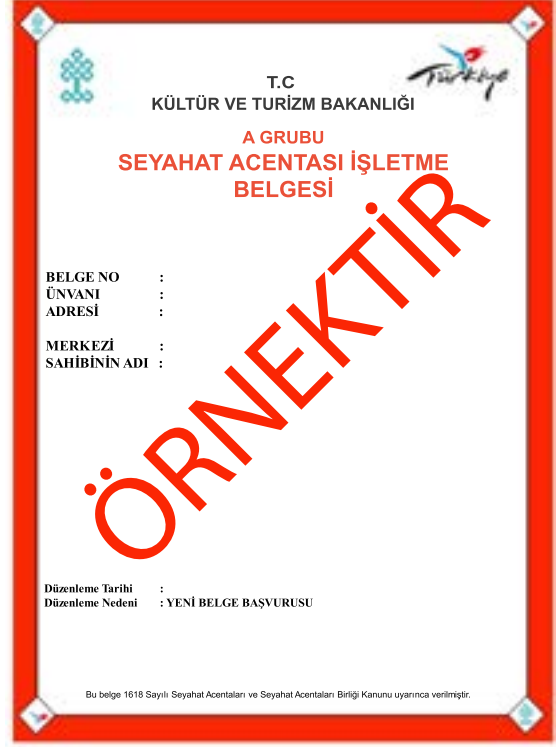 Türkiye
T.C
KÜLTÜR VE TURİZM BAKANLIĞI
A GRUBU
SEYAHAT ACENTASI İŞLETME
BELGESİ
BELGE NO :
ÜNVANI :
ADRESİ :
MERKEZİ :
SAHİBİNİN ADI :
ÖRNEKTİR
Düzenleme Tarihi :
Düzenleme Nedeni : YENİ BELGE BAŞVURUSU
Bu belge 1618 Sayılı Seyahat Acentaları ve Seyahat Acentaları Birliği Kanunu uyarınca verilmiştir.